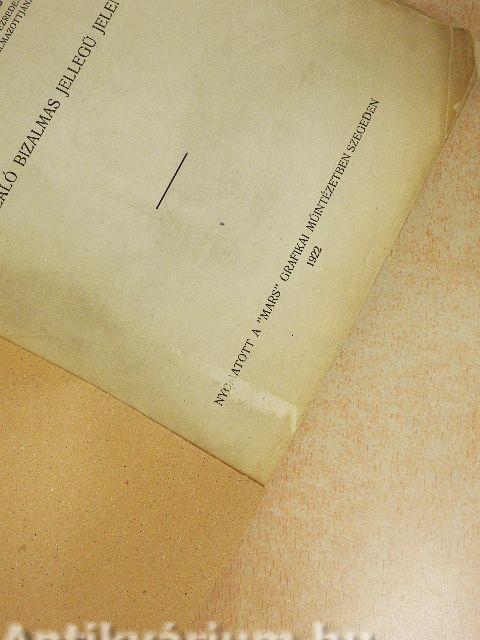 ALÓ BIZALMAS JELLEGŰ JELE
NYOMATOTT A "MARS" GRAFIKAI MŰINTÉZETBEN SZEGEDEN
1922
Antikvárium.hu